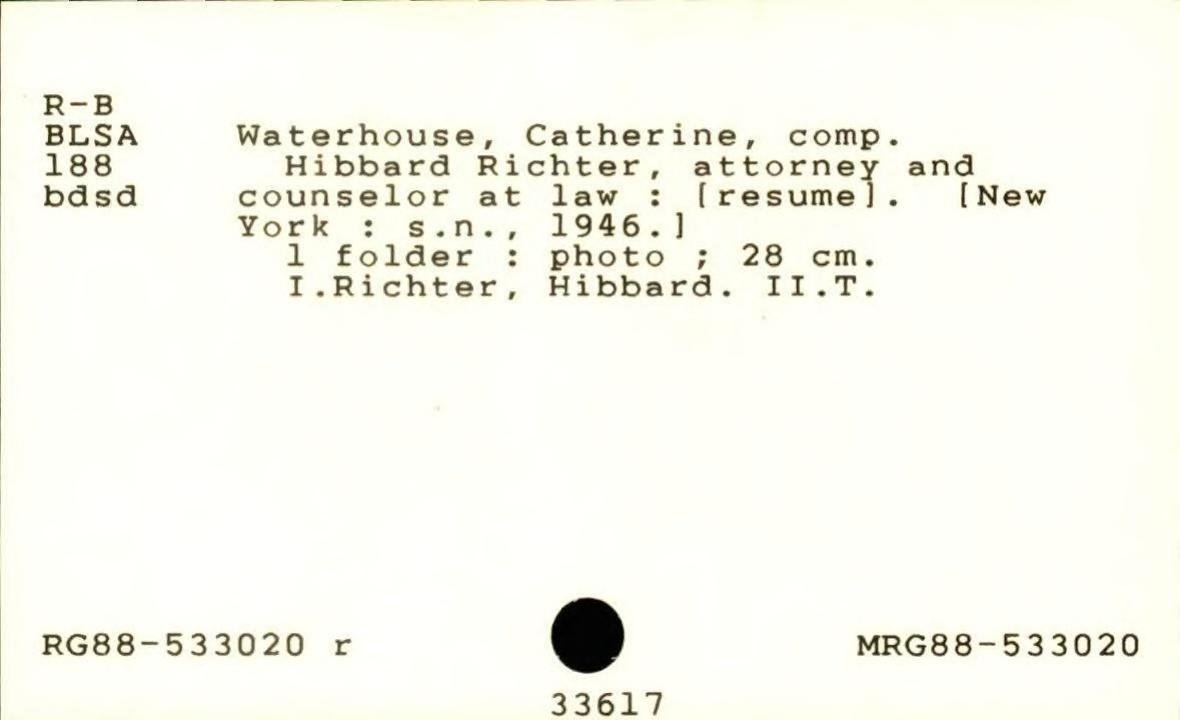 R-B
BLSA Waterhouse, Catherine, comp.
188 Hibbard Richter, attorney and
bdsd counselor at law : [resume]. [New
York : s.n., 1946.]
1 folder : photo ; 28 cm.
I.Richter, Hibbard. II.T.
RG88-533020 r MRG88-533020
33617